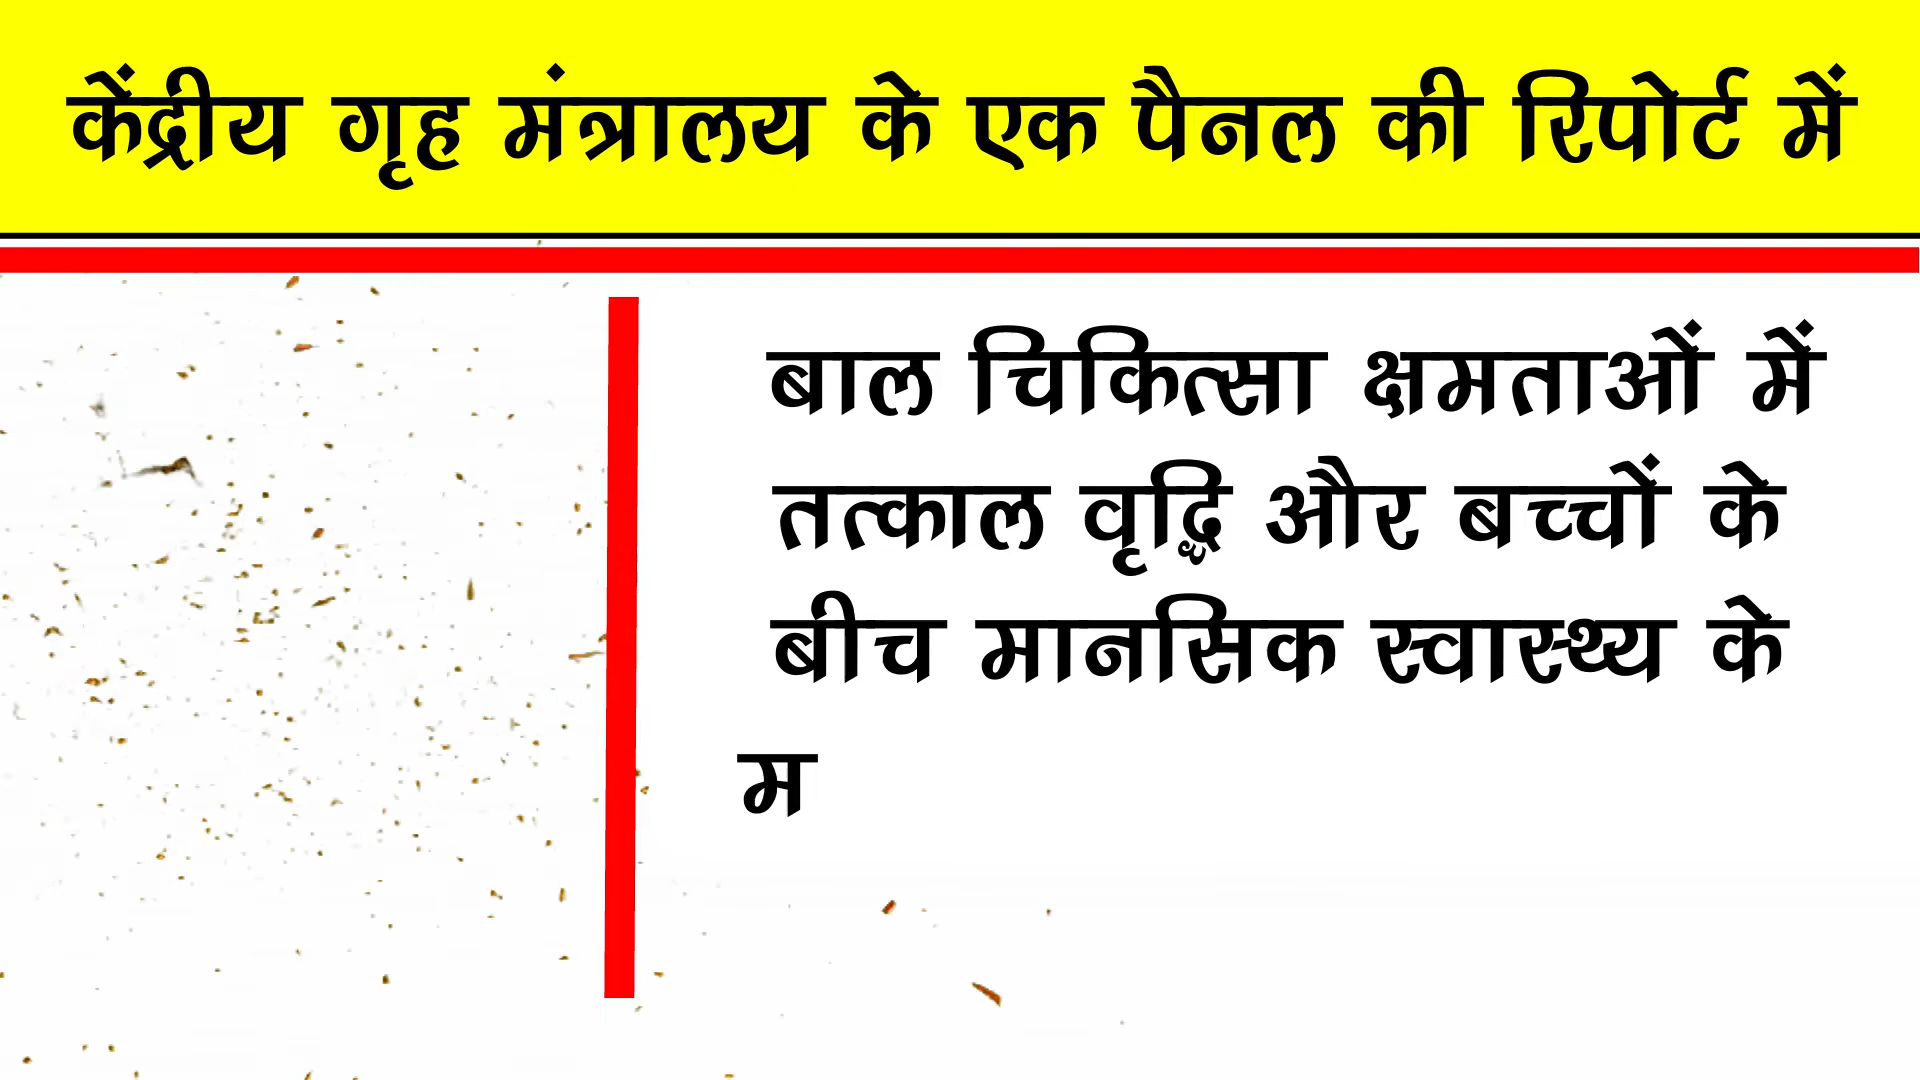 केंद्रीय गृह मंत्रालय के एक पैनल की रिपोर्ट में
बाल चिकित्सा क्षमताओं में
तत्काल वृद्धि और बच्चों के
बीच मानसिक स्वास्थ्य के
म